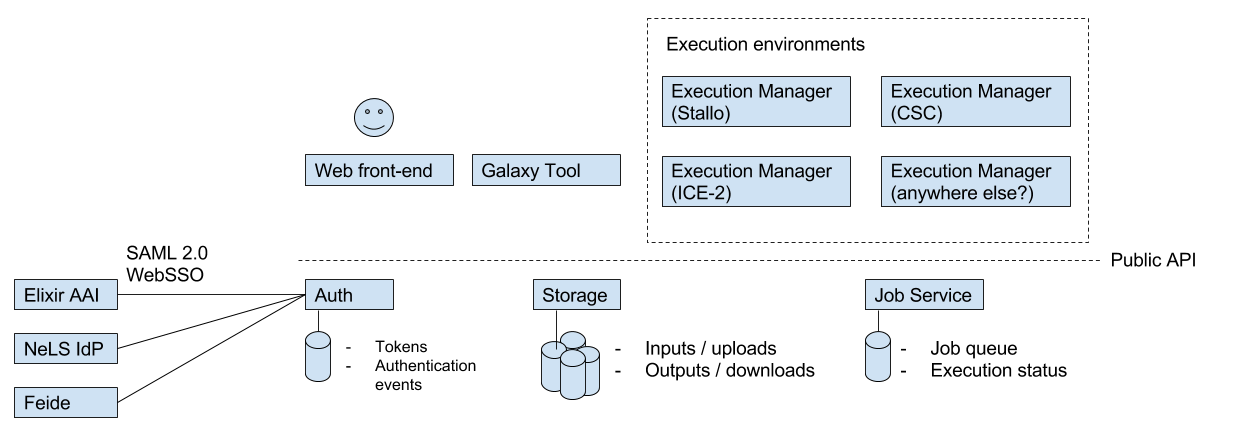 Execution environments
Execution Manager
(Stallo)
Execution Manager
(CSC)
Web front-end
Galaxy Tool
Execution Manager
(ICE-2)
Execution Manager
(anywhere else?)
SAML 2.0
WebSSO
Public API
Elixir AAI
Auth
Storage
Job Service
NeLS IdP
- Tokens
- Authentication
events
- Inputs / uploads
- Outputs / downloads
- Job queue
- Execution status
Feide